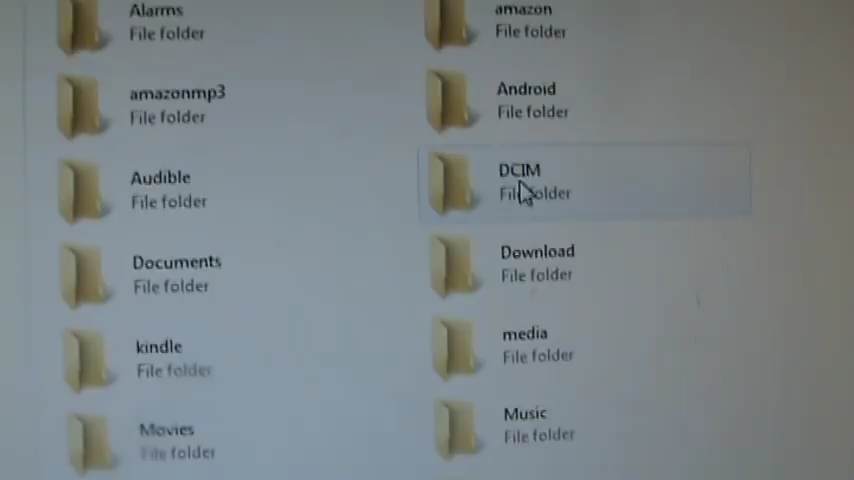 Alarms
File folder
amazon
File folder
amazonmp3
File folder
Android
File folder
Audible
File folder
DCIM
File folder
Documents
File folder
Download
File folder
kindle
File folder
media
File folder
Movies
File folder
Music
File folder